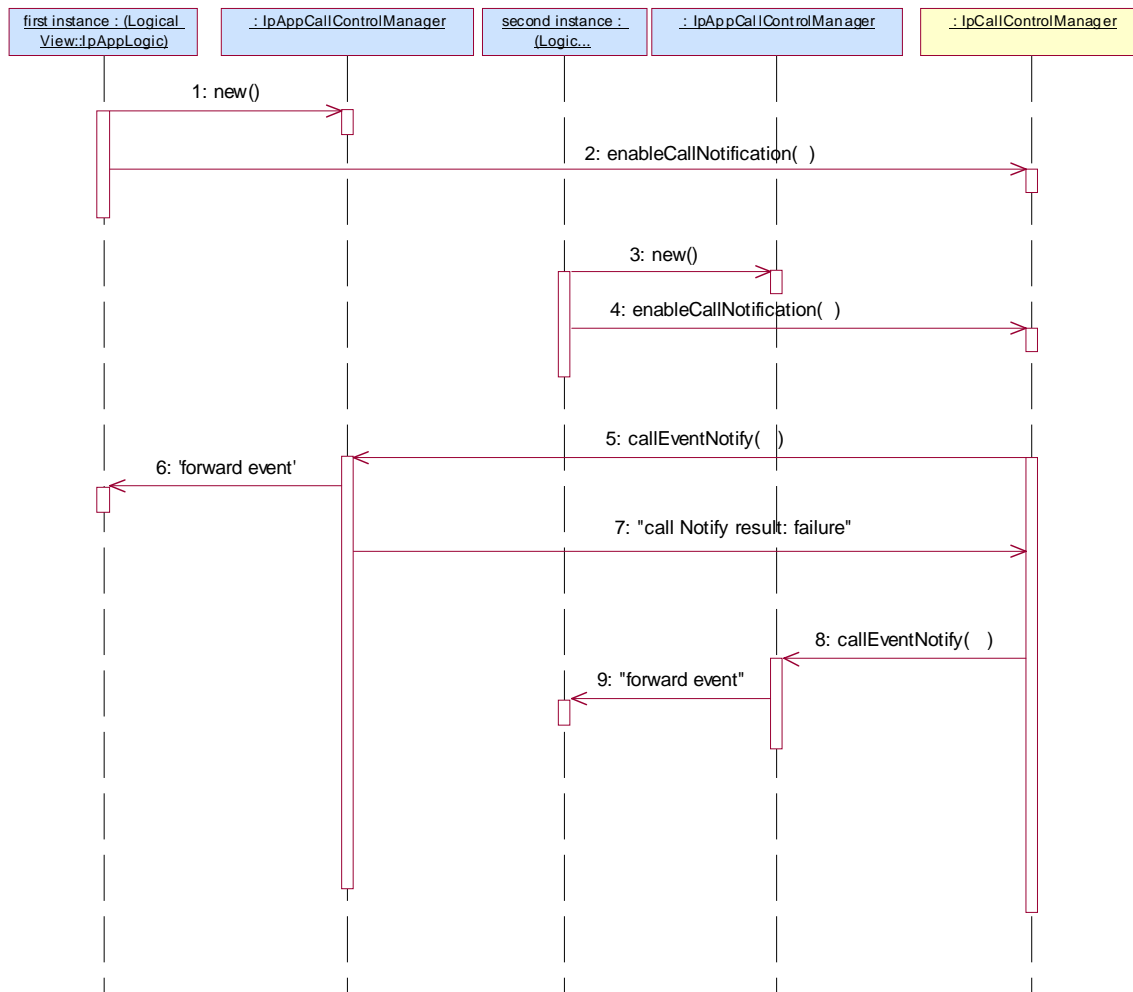 first instance : (Logical
View::IpAppLogic)
: IpAppCallControlManager
second instance :
(Logic...
: IpAppCallControlManager
: IpCallControlManager
1: new()
2: enableCallNotification( )
3: new()
4: enableCallNotification( )
5: callEventNotify( )
6: 'forward event'
7: "call Notify result: failure"
8: callEventNotify( )
9: "forward event"